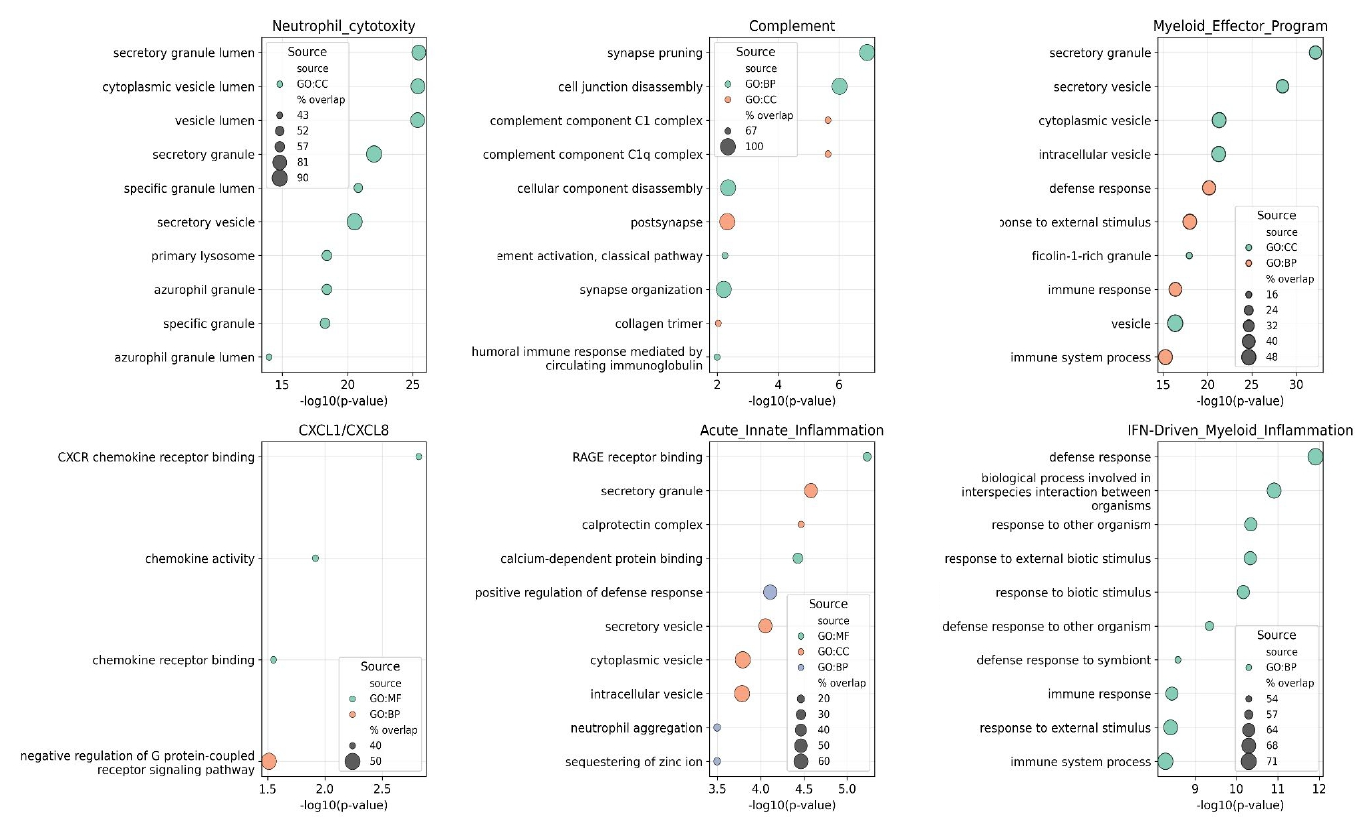 Neutrophil_cytotoxity
secretory granule lumen
cytoplasmic vesicle lumen
vesicle lumen
secretory granule
specific granule lumen
secretory vesicle
primary lysosome
azurophil granule
specific granule
azurophil granule lumen
Source
source
GO:CC
% overlap
43
52
57
81
90
15 20 25
-log10(p-value)
Complement
synapse pruning
cell junction disassembly
complement component C1 complex
complement component C1q complex
cellular component disassembly
postsynapse
ement activation, classical pathway
synapse organization
collagen trimer
humoral immune response mediated by
circulating immunoglobulin
Source
source
GO:BP
GO:CC
% overlap
67
100
2 4 6
-log10(p-value)
Myeloid_Effector_Program
secretory granule
secretory vesicle
cytoplasmic vesicle
intracellular vesicle
defense response
ponse to external stimulus
ficolin-1-rich granule
immune response
vesicle
immune system process
Source
source
GO:CC
GO:BP
% overlap
16
24
32
40
48
15 20 25 30
-log10(p-value)
CXCL1/CXCL8
CXCR chemokine receptor binding
chemokine activity
chemokine receptor binding
negative regulation of G protein-coupled
receptor signaling pathway
Source
source
GO:MF
GO:BP
% overlap
40
50
1.5 2.0 2.5
-log10(p-value)
Acute_Innate_Inflammation
RAGE receptor binding
secretory granule
calprotectin complex
calcium-dependent protein binding
positive regulation of defense response
secretory vesicle
cytoplasmic vesicle
intracellular vesicle
neutrophil aggregation
sequestering of zinc ion
Source
source
GO:MF
GO:CC
GO:BP
% overlap
20
30
40
50
60
3.5 4.0 4.5 5.0
-log10(p-value)
IFN-Driven_Myeloid_Inflammation
defense response
biological process involved in
interspecies interaction between
organisms
response to other organism
response to external biotic stimulus
response to biotic stimulus
defense response to other organism
defense response to symbiont
immune response
response to external stimulus
immune system process
Source
source
GO:BP
% overlap
54
57
64
68
71
9 10 11 12
-log10(p-value)